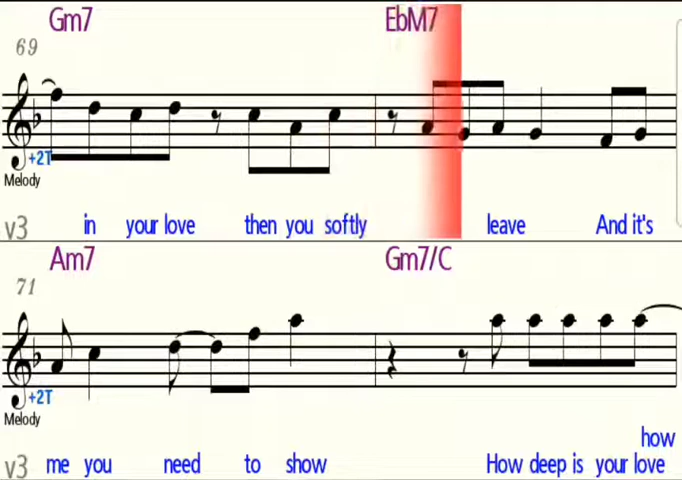 Gm7 EbM7
69
+2T
Melody
v3 in your love then you softly leave And it's
Am7 Gm7/C
71
+2T
Melody
how
v3 me you need to show How deep is your love